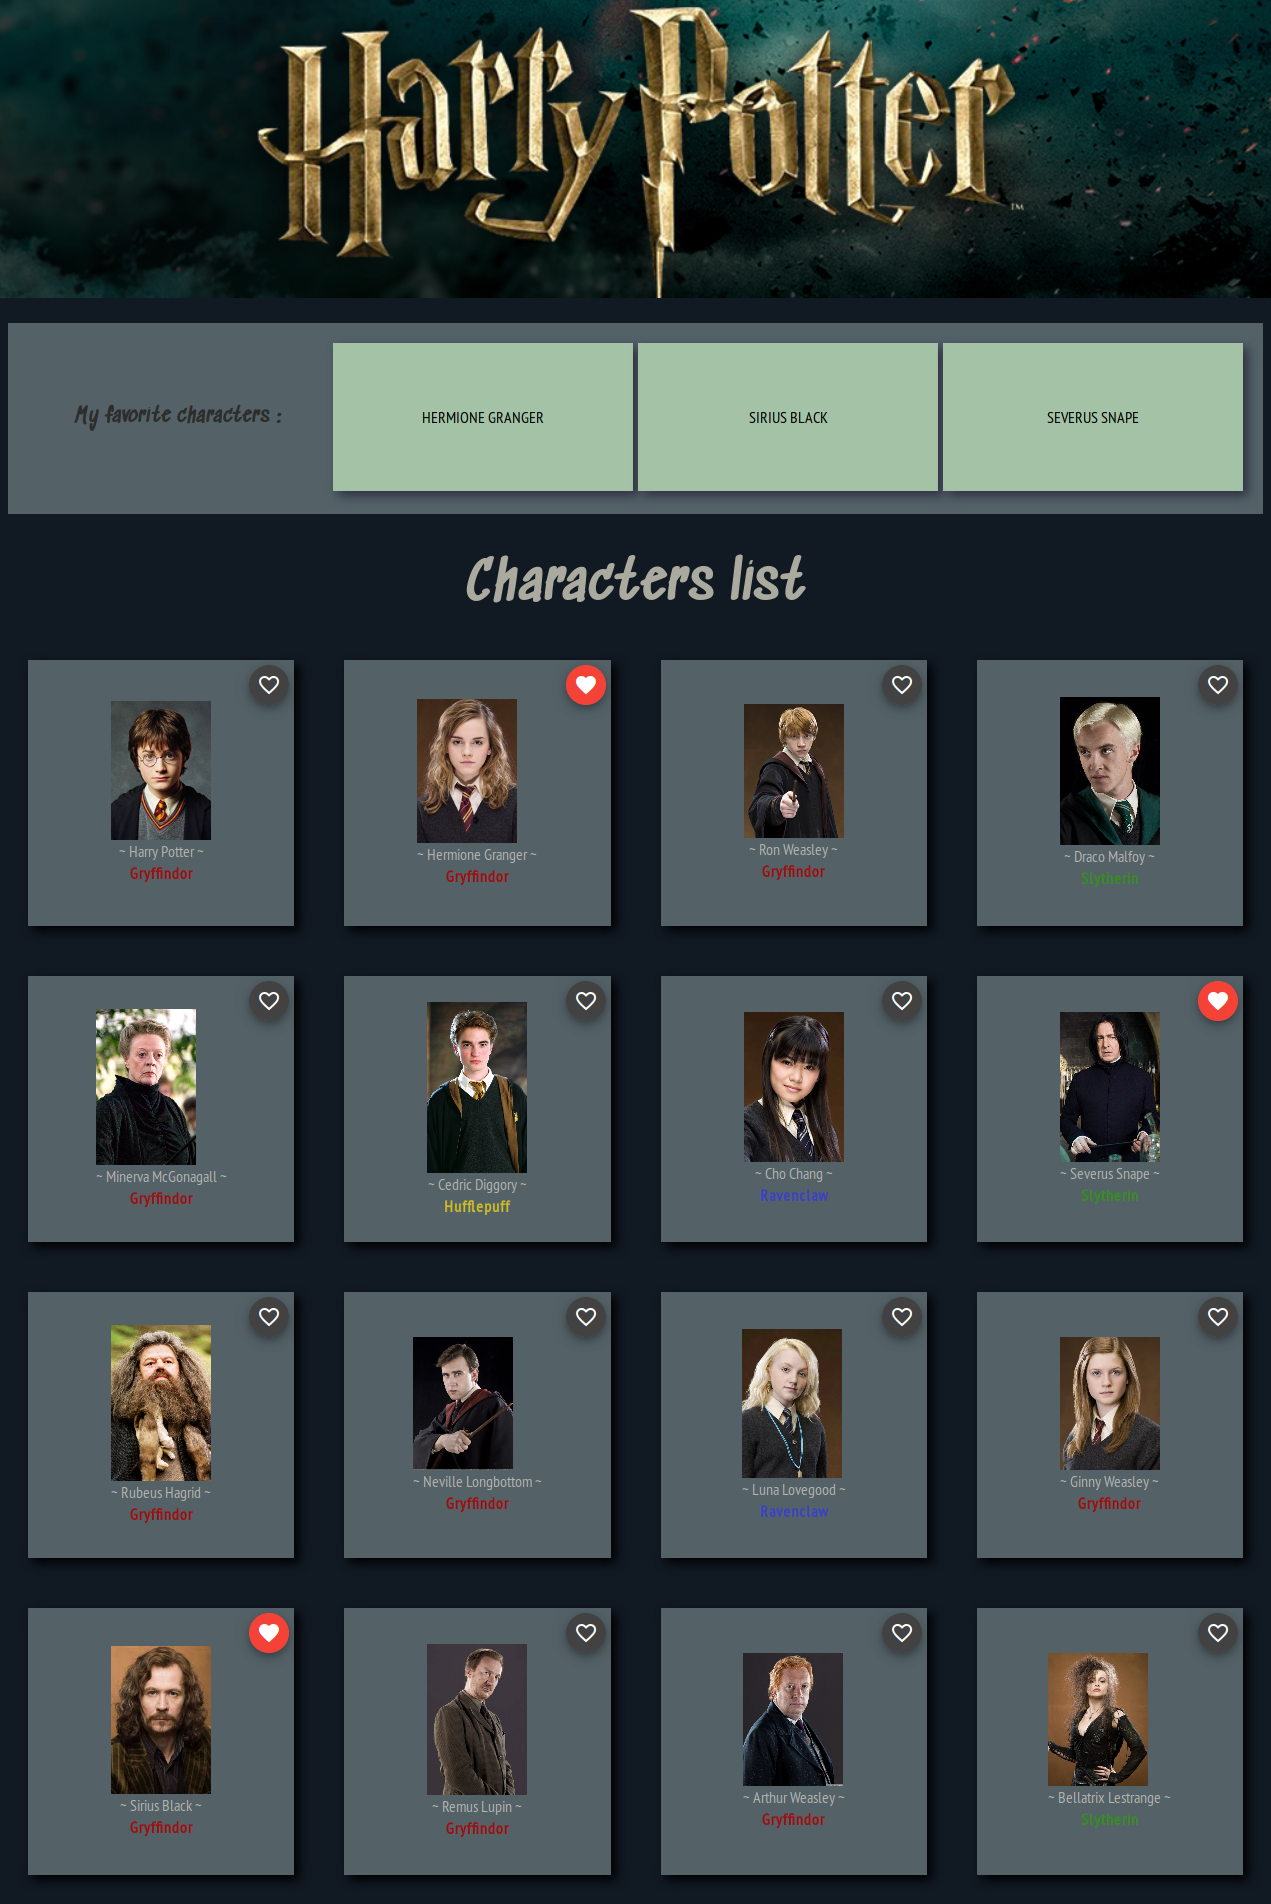 Harry Potter
TM
My favorite characters :
HERMIONE GRANGER
SIRIUS BLACK
SEVERUS SNAPE
Characters list
~ Harry Potter ~
Gryffindor
~ Hermione Granger ~
Gryffindor
~ Ron Weasley ~
Gryffindor
~ Draco Malfoy ~
Slytherin
~ Minerva McGonagall ~
Gryffindor
~ Cedric Diggory ~
Hufflepuff
~ Cho Chang ~
Ravenclaw
~ Severus Snape ~
Slytherin
~ Rubeus Hagrid ~
Gryffindor
~ Neville Longbottom ~
Gryffindor
~ Luna Lovegood ~
Ravenclaw
~ Ginny Weasley ~
Gryffindor
~ Sirius Black ~
Gryffindor
~ Remus Lupin ~
Gryffindor
~ Arthur Weasley ~
Gryffindor
~ Bellatrix Lestrange ~
Slytherin